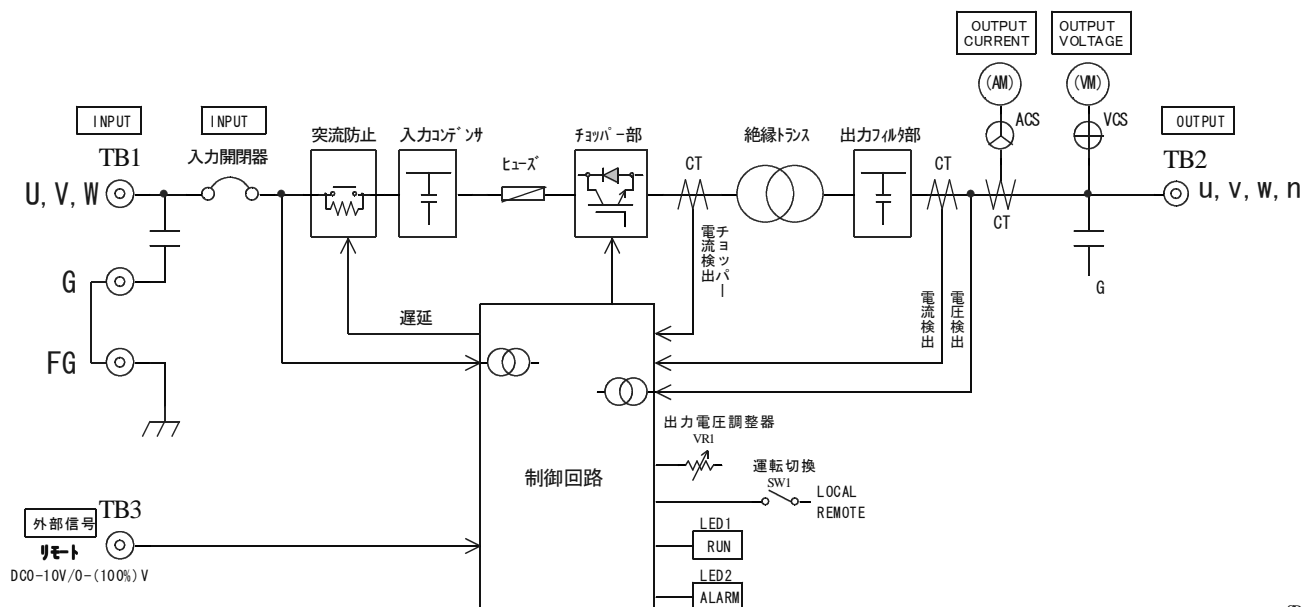 OUTPUT
CURRENT
OUTPUT
VOLTAGE
(AM)
(VM)
ACS
VCS
INPUT
INPUT
OUTPUT
TB1
入力開閉器
突流防止
入力ｺﾝﾃﾞﾝｻ
ﾋｭｰｽﾞ
ﾁｮｯﾊﾟｰ部
CT
絶縁トランス
出力ﾌｨﾙﾀ部
CT
TB2
U, V, W
u, v, w, n
CT
チョッパー
電流検出
G
G
電流検出
電圧検出
遅延
FG
出力電圧調整器
VR1
制御回路
運転切換
SW1
LOCAL
REMOTE
TB3
外部信号
リモート
DC0-10V/0-(100%)V
LED1
RUN
LED2
ALARM